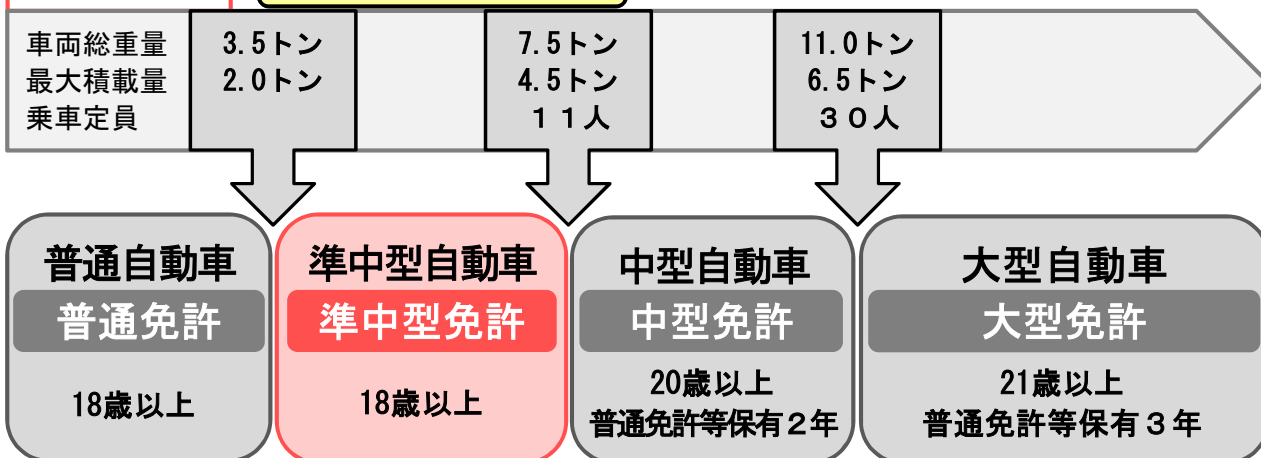 車両総重量
最大積載量
乗車定員
3.5トン
2.0トン
7.5トン
4.5トン
11人
11.0トン
6.5トン
30人
普通自動車
普通免許
18歳以上
準中型自動車
準中型免許
18歳以上
中型自動車
中型免許
20歳以上
普通免許等保有2年
大型自動車
大型免許
21歳以上
普通免許等保有3年